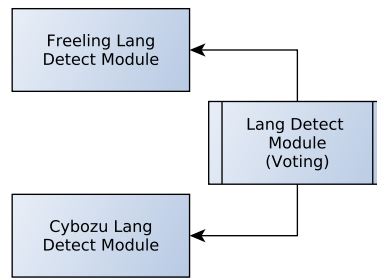 Freeling Lang
Detect Module
Lang Detect
Module
(Voting)
Cybozu Lang
Detect Module